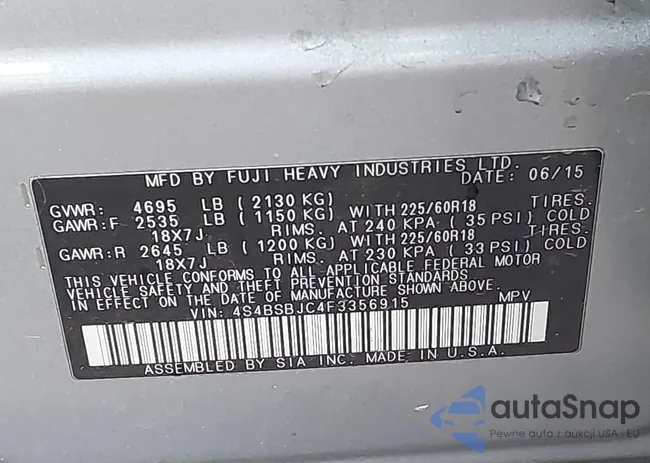 MFD BY FUJI HEAVY INDUSTRIES LTD.
DATE: 06/15
GVWR: 4695 LB ( 2130 KG)
GAWR:F 2535 LB ( 1150 KG) WITH 225/60R18 TIRES.
18X7J RIMS. AT 240 KPA. ( 35 PSI) COLD
GAWR:R 2645 LB ( 1200 KG) WITH 225/60R18 TIRES.
18X7J RIMS. AT 230 KPA. ( 33 PSI) COLD
THIS VEHICLE CONFORMS TO ALL APPLICABLE FEDERAL MOTOR
VEHICLE SAFETY AND THEFT PREVENTION STANDARDS
IN EFFECT ON THE DATE OF MANUFACTURE SHOWN ABOVE.
VIN: 4S4BSBJC4F3356915 MPV
ASSEMBLED BY SIA INC. MADE IN U.S.A.
autaSnap
Pewne auta z aukcji USA i EU